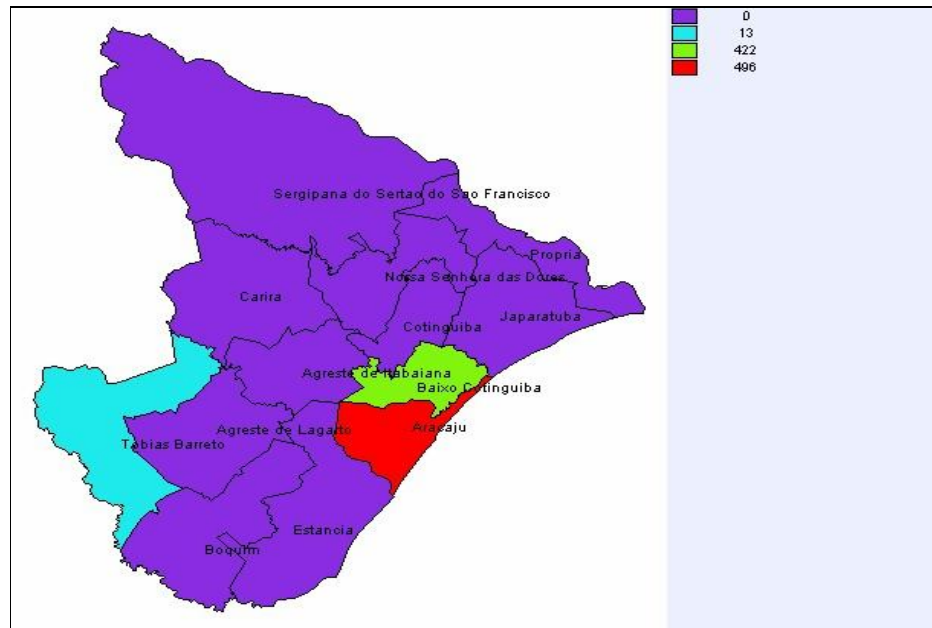 0
13
422
496
Sergipana do Sertao do Sao Francisco
Propria
Nossa Senhora das Dores
Carira
Japaratuba
Cotinguiba
Agreste de Itabaiana
Baixo Cotinguiba
Aracaju
Agreste de Lagarto
Tobias Barreto
Estancia
Boquim